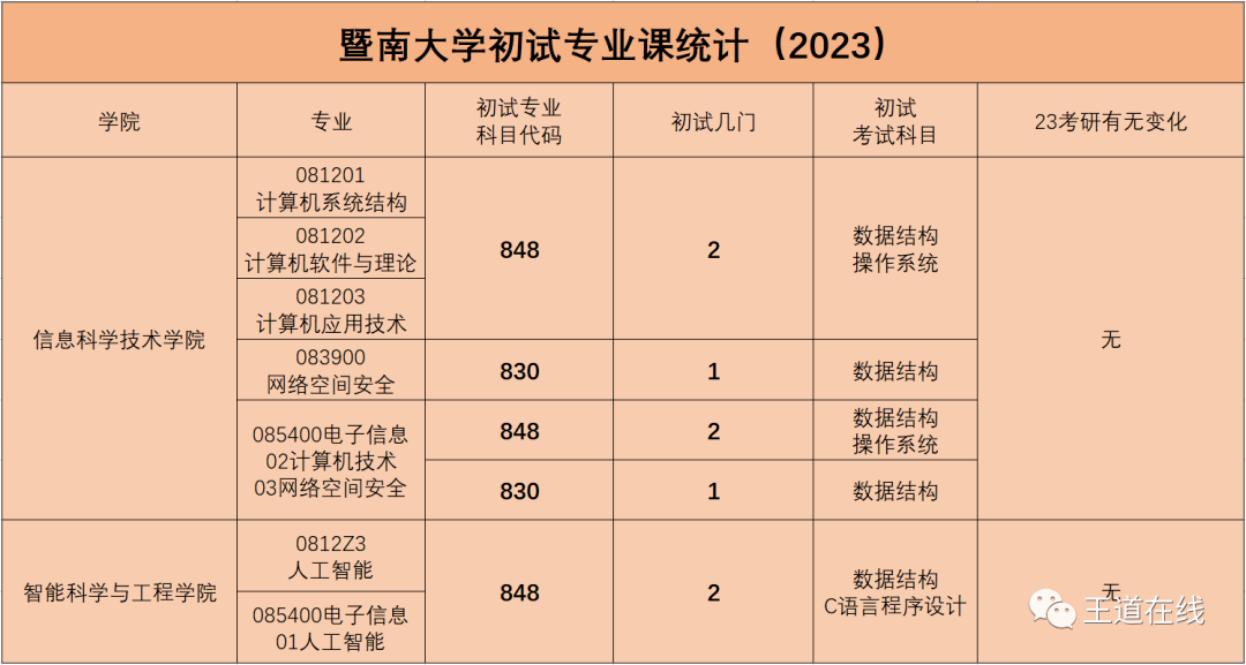 暨南大学初试专业课统计（2023）
学院
专业
初试专业
科目代码
初试几门
初试
考试科目
23考研有无变化
信息科学技术学院
081201
计算机系统结构
081202
计算机软件与理论
081203
计算机应用技术
848
2
数据结构
操作系统
无
083900
网络空间安全
830
1
数据结构
085400电子信息
02计算机技术
03网络空间安全
848
2
数据结构
操作系统
830
1
数据结构
智能科学与工程学院
0812Z3
人工智能
085400电子信息
01人工智能
848
2
数据结构
C语言程序设计
无
王道在线